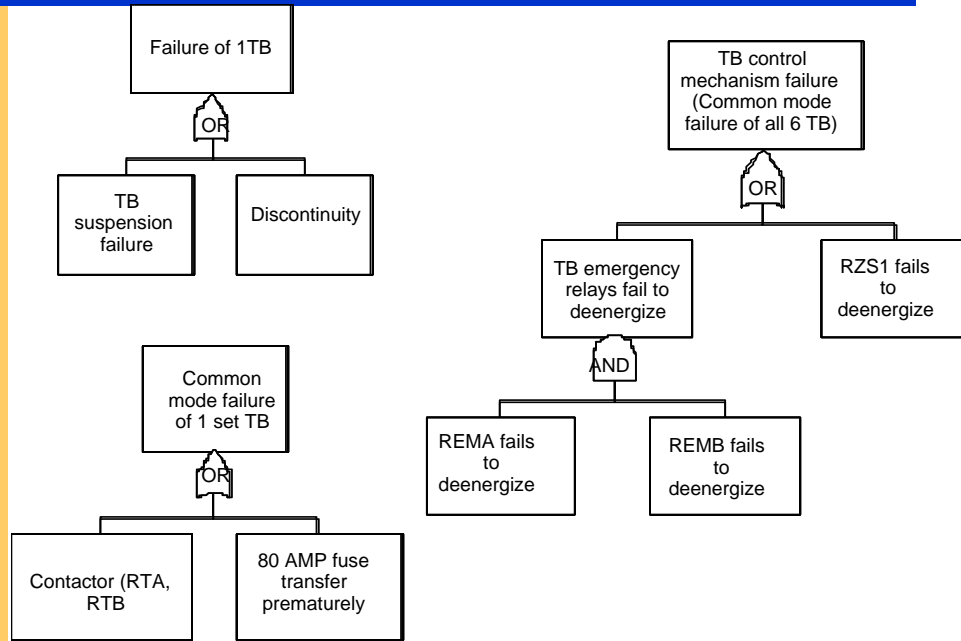 Failure of 1TB
OR
TB
suspension
failure
Discontinuity
Common
mode failure
of 1 set TB
OR
Contactor (RTA,
RTB
80 AMP fuse
transfer
prematurely
TB control
mechanism failure
(Common mode
failure of all 6 TB)
OR
TB emergency
relays fail to
deenergize
RZS1 fails
to
deenergize
AND
REMA fails
to
deenergize
REMB fails
to
deenergize